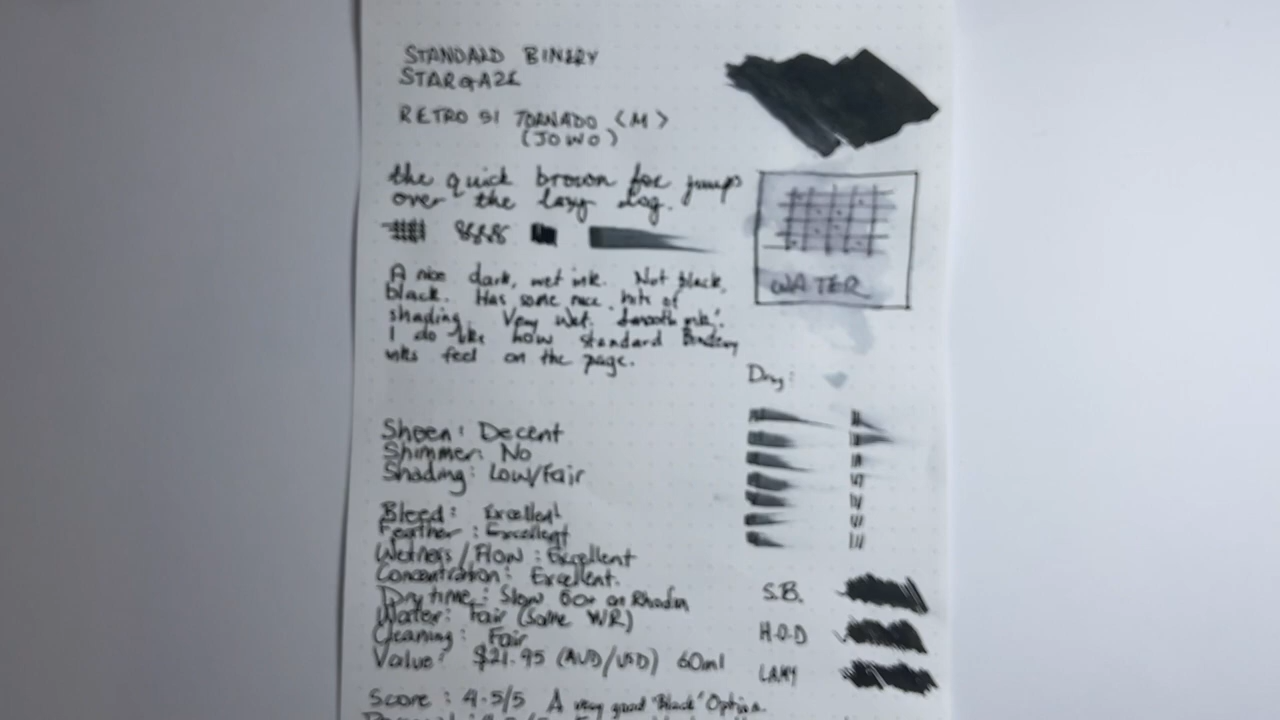 STANDARD BINDRY
STARGAZE
RETRO 51 TORNADO <M>
(JOWO)
the quick brown fox jumps
over the lazy dog.
A nice dark, wet ink. Not black,
black. Has some nice hits of
shading. Very wet. 'Smooth ink'.
I do like how standard Bindery
inks feel on the page.
WATER
Dry:
Sheen: Decent
Shimmer: No
Shading: Low/Fair
Bleed: Excellent
Feather: Excellent
Wetness/Flow: Excellent
Concentration: Excellent.
Dry time: Slow 60+ on Rhodia
Water: Fair (Some WR)
Cleaning: Fair
Value: $21.95 (AUD/USD) 60ml
S.B.
H.O.D
LAMY
Score: 4.5/5 A very good "Black" Option.